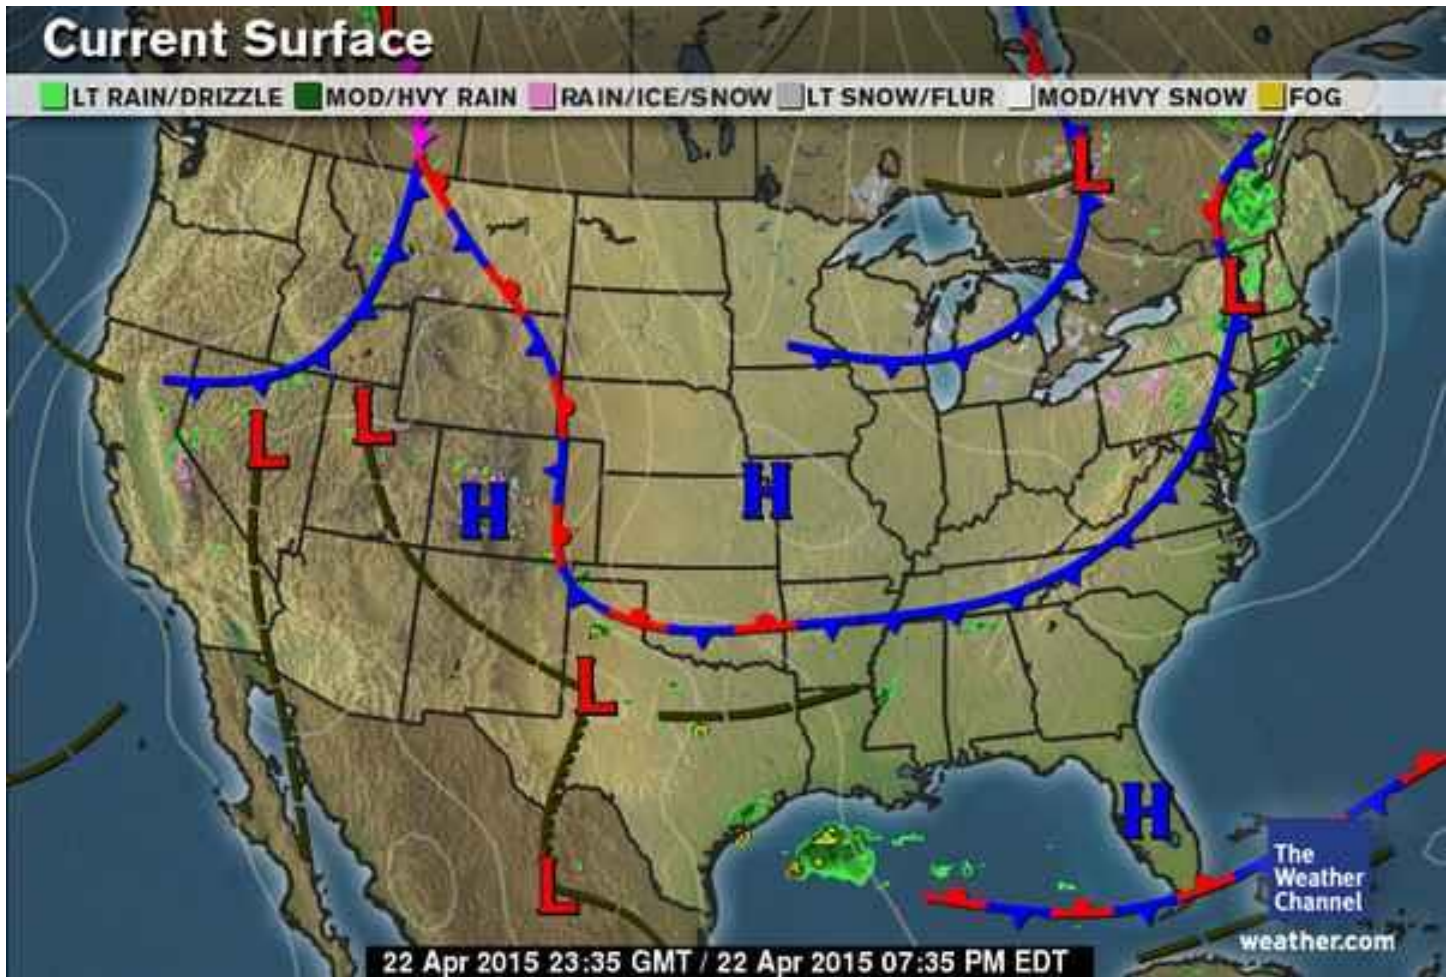 Current Surface
LT RAIN/DRIZZLE MOD/HVY RAIN RAIN/ICE/SNOW LT SNOW/FLUR MOD/HVY SNOW FOG
L
L
L
L
H
H
L
H
L
The
Weather
Channel
weather.com
22 Apr 2015 23:35 GMT / 22 Apr 2015 07:35 PM EDT